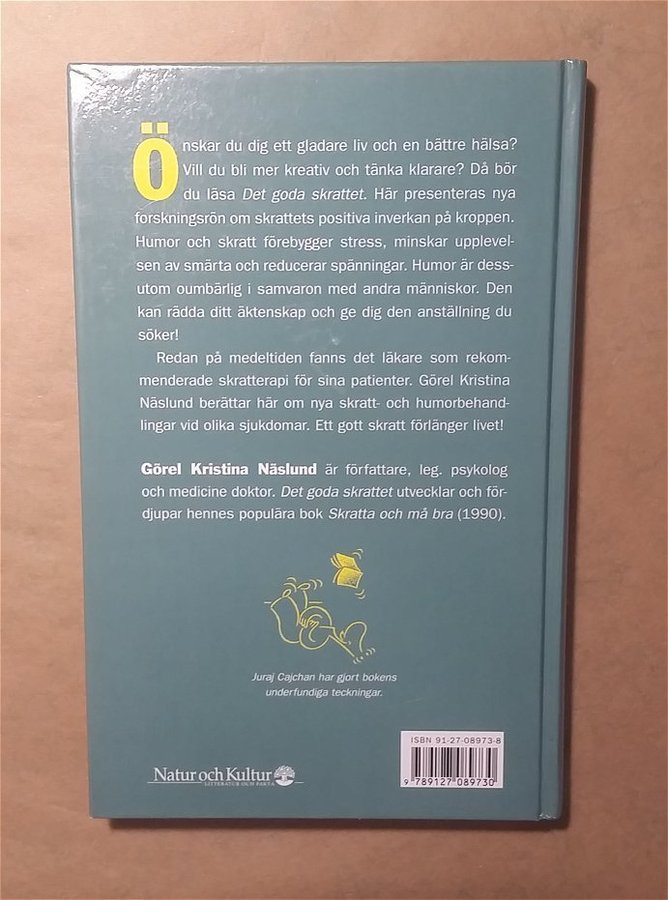 Önskar du dig ett gladare liv och en bättre hälsa?
Vill du bli mer kreativ och tänka klarare? Då bör
du läsa Det goda skrattet. Här presenteras nya
forskningsrön om skrattets positiva inverkan på kroppen.
Humor och skratt förebygger stress, minskar upplevel-
sen av smärta och reducerar spänningar. Humor är dess-
utom oumbärlig i samvaron med andra människor. Den
kan rädda ditt äktenskap och ge dig den anställning du
söker!
Redan på medeltiden fanns det läkare som rekom-
menderade skratterapi för sina patienter. Görel Kristina
Näslund berättar här om nya skratt- och humorbehand-
lingar vid olika sjukdomar. Ett gott skratt förlänger livet!
Görel Kristina Näslund är författare, leg. psykolog
och medicine doktor. Det goda skrattet utvecklar och för-
djupar hennes populära bok Skratta och må bra (1990).
Juraj Cajchan har gjort bokens
underfundiga teckningar.
ISBN 91-27-08973-8
9 789127 089730
Natur och Kultur
LITTERATUR OCH FAKTA